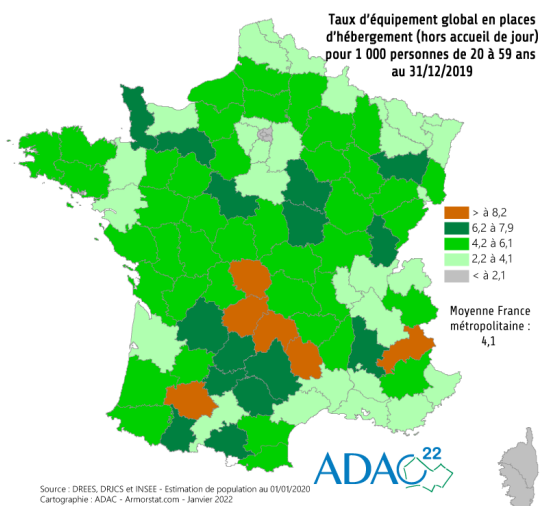 Taux d'équipement global en places
d'hébergement (hors accueil de jour)
pour 1 000 personnes de 20 à 59 ans
au 31/12/2019
> à 8,2
6,2 à 7,9
4,2 à 6,1
2,2 à 4,1
< à 2,1
Moyenne France
métropolitaine :
4,1
ADAC 22
Source : DREES, DRJCS et INSEE - Estimation de population au 01/01/2020
Cartographie : ADAC - Armorstat.com - Janvier 2022